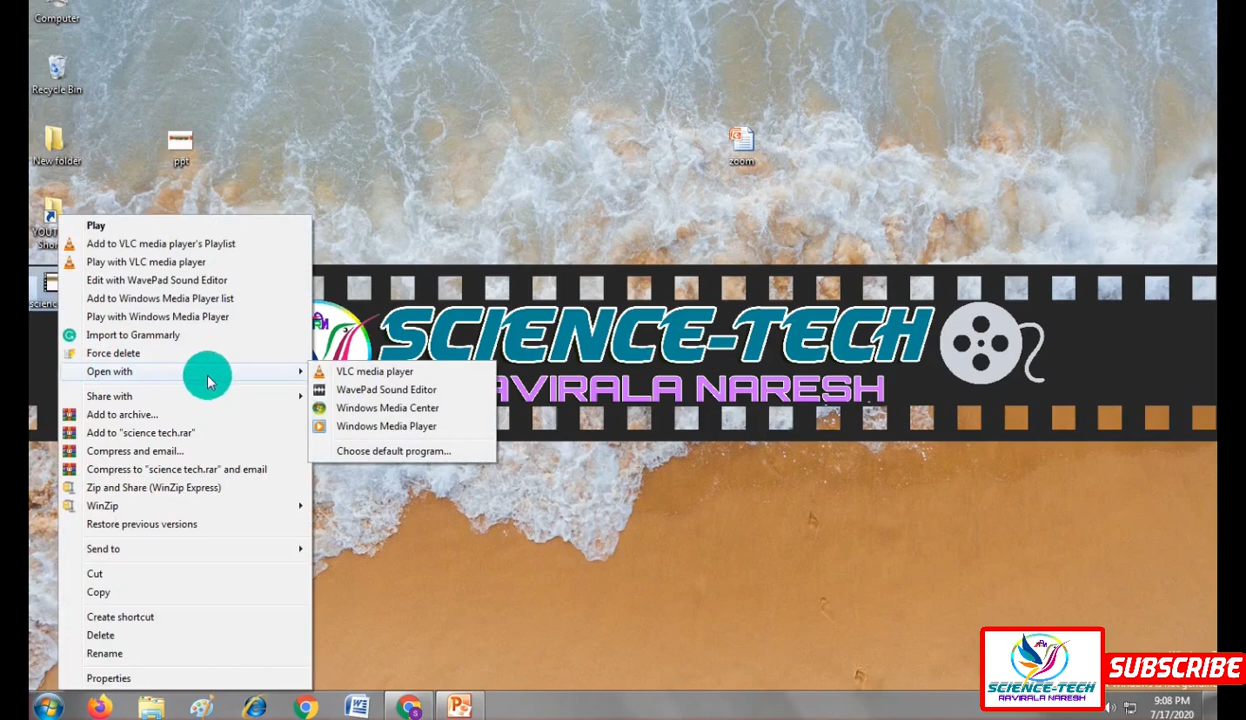 Computer
Recycle Bin
New folder
ppt
zoom
Play
Add to VLC media player's Playlist
Play with VLC media player
Edit with WavePad Sound Editor
Add to Windows Media Player list
Play with Windows Media Player
Import to Grammarly
Force delete
Open with
Share with
Add to archive...
Add to "science tech.rar"
Compress and email...
Compress to "science tech.rar" and email
Zip and Share (WinZip Express)
WinZip
Restore previous versions
Send to
Cut
Copy
Create shortcut
Delete
Rename
Properties
VLC media player
WavePad Sound Editor
Windows Media Center
Windows Media Player
Choose default program...
SCIENCE-TECH
RAVIRALA NARESH
SCIENCE-TECH
RAVIRALA NARESH
SUBSCRIBE
9:08 PM
7/17/2020